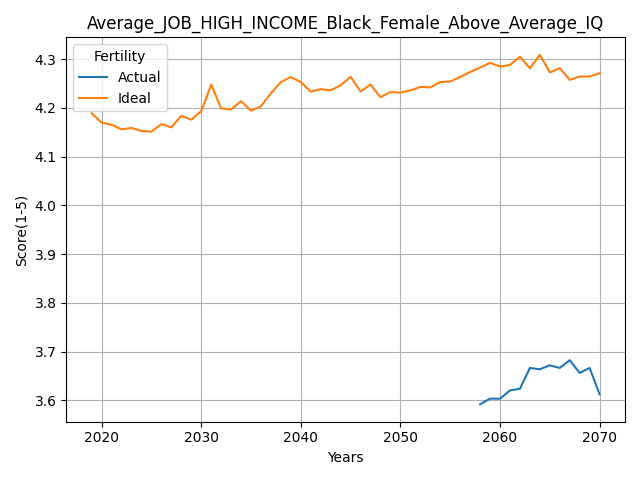 Average_JOB_HIGH_INCOME_Black_Female_Above_Average_IQ
Fertility
Actual
Ideal
4.3
4.2
4.1
4.0
3.9
3.8
3.7
3.6
Score(1-5)
2020 2030 2040 2050 2060 2070
Years